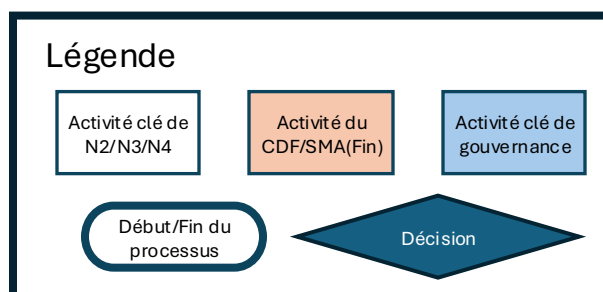 Légende
Activité clé de
N2/N3/N4
Activité du
CDF/SMA(Fin)
Activité clé de
gouvernance
Début/Fin du
processus
Décision